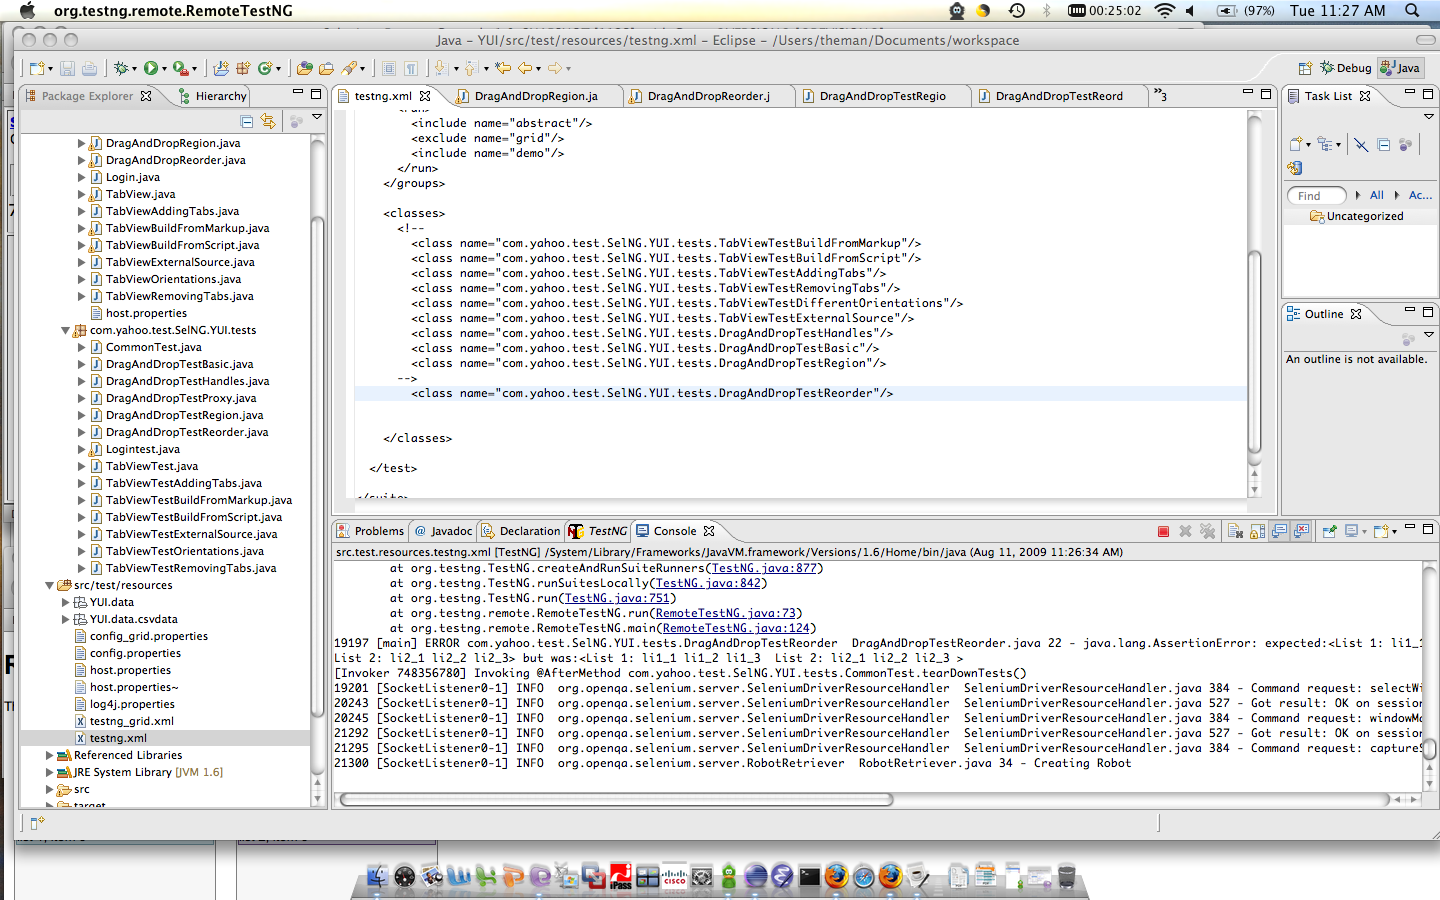 org.testng.remote.RemoteTestNG
00:25:02
(97%)
Tue 11:27 AM
Java – YUI/src/test/resources/testng.xml – Eclipse – /Users/theman/Documents/workspace
Debug
Java
Package Explorer
Hierarchy
DragAndDropRegion.java
DragAndDropReorder.java
Login.java
TabView.java
TabViewAddingTabs.java
TabViewBuildFromMarkup.java
TabViewBuildFromScript.java
TabViewExternalSource.java
TabViewOrientations.java
TabViewRemovingTabs.java
host.properties
com.yahoo.test.SelNG.YUI.tests
CommonTest.java
DragAndDropTestBasic.java
DragAndDropTestHandles.java
DragAndDropTestProxy.java
DragAndDropTestRegion.java
DragAndDropTestReorder.java
Logintest.java
TabViewTest.java
TabViewTestAddingTabs.java
TabViewTestBuildFromMarkup.java
TabViewTestBuildFromScript.java
TabViewTestExternalSource.java
TabViewTestOrientations.java
TabViewTestRemovingTabs.java
src/test/resources
YUI.data
YUI.data.csvdata
config_grid.properties
config.properties
host.properties
host.properties~
log4j.properties
testng_grid.xml
testng.xml
Referenced Libraries
JRE System Library [JVM 1.6]
src
target
testng.xml
DragAndDropRegion.ja
DragAndDropReorder.j
DragAndDropTestRegio
DragAndDropTestReord
»3
<include name="abstract"/>
<exclude name="grid"/>
<include name="demo"/>
</run>
</groups>
<classes>
<!--
<class name="com.yahoo.test.SelNG.YUI.tests.TabViewTestBuildFromMarkup"/>
<class name="com.yahoo.test.SelNG.YUI.tests.TabViewTestBuildFromScript"/>
<class name="com.yahoo.test.SelNG.YUI.tests.TabViewTestAddingTabs"/>
<class name="com.yahoo.test.SelNG.YUI.tests.TabViewTestRemovingTabs"/>
<class name="com.yahoo.test.SelNG.YUI.tests.TabViewTestDifferentOrientations"/>
<class name="com.yahoo.test.SelNG.YUI.tests.TabViewTestExternalSource"/>
<class name="com.yahoo.test.SelNG.YUI.tests.DragAndDropTestHandles"/>
<class name="com.yahoo.test.SelNG.YUI.tests.DragAndDropTestBasic"/>
<class name="com.yahoo.test.SelNG.YUI.tests.DragAndDropTestRegion"/>
-->
<class name="com.yahoo.test.SelNG.YUI.tests.DragAndDropTestReorder"/>
</classes>
</test>
Task List
Find
All
Ac...
Uncategorized
Outline
An outline is not available.
Problems
Javadoc
Declaration
TestNG
Console
src.test.resources.testng.xml [TestNG] /System/Library/Frameworks/JavaVM.framework/Versions/1.6/Home/bin/java (Aug 11, 2009 11:26:34 AM)
at org.testng.TestNG.createAndRunSuiteRunners(TestNG.java:877)
at org.testng.TestNG.runSuitesLocally(TestNG.java:842)
at org.testng.TestNG.run(TestNG.java:751)
at org.testng.remote.RemoteTestNG.run(RemoteTestNG.java:73)
at org.testng.remote.RemoteTestNG.main(RemoteTestNG.java:124)
19197 [main] ERROR com.yahoo.test.SelNG.YUI.tests.DragAndDropTestReorder  DragAndDropTestReorder.java 22 - java.lang.AssertionError: expected:<List 1: li1_1
List 2: li2_1 li2_2 li2_3> but was:<List 1: li1_1 li1_2 li1_3  List 2: li2_1 li2_2 li2_3 >
[Invoker 748356780] Invoking @AfterMethod com.yahoo.test.SelNG.YUI.tests.CommonTest.tearDownTests()
19201 [SocketListener0-1] INFO  org.openqa.selenium.server.SeleniumDriverResourceHandler  SeleniumDriverResourceHandler.java 384 - Command request: selectWi
20243 [SocketListener0-1] INFO  org.openqa.selenium.server.SeleniumDriverResourceHandler  SeleniumDriverResourceHandler.java 527 - Got result: OK on session
20245 [SocketListener0-1] INFO  org.openqa.selenium.server.SeleniumDriverResourceHandler  SeleniumDriverResourceHandler.java 384 - Command request: windowMa
21292 [SocketListener0-1] INFO  org.openqa.selenium.server.SeleniumDriverResourceHandler  SeleniumDriverResourceHandler.java 527 - Got result: OK on session
21295 [SocketListener0-1] INFO  org.openqa.selenium.server.SeleniumDriverResourceHandler  SeleniumDriverResourceHandler.java 384 - Command request: captureS
21300 [SocketListener0-1] INFO  org.openqa.selenium.server.RobotRetriever  RobotRetriever.java 34 - Creating Robot
iPass
CISCO